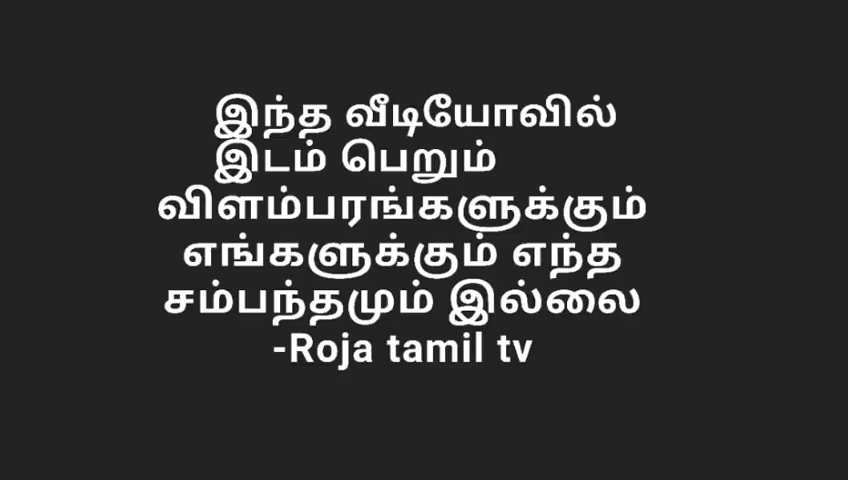 இந்த வீடியோவில்
இடம் பெறும்
விளம்பரங்களுக்கும்
எங்களுக்கும் எந்த
சம்பந்தமும் இல்லை
-Roja tamil tv